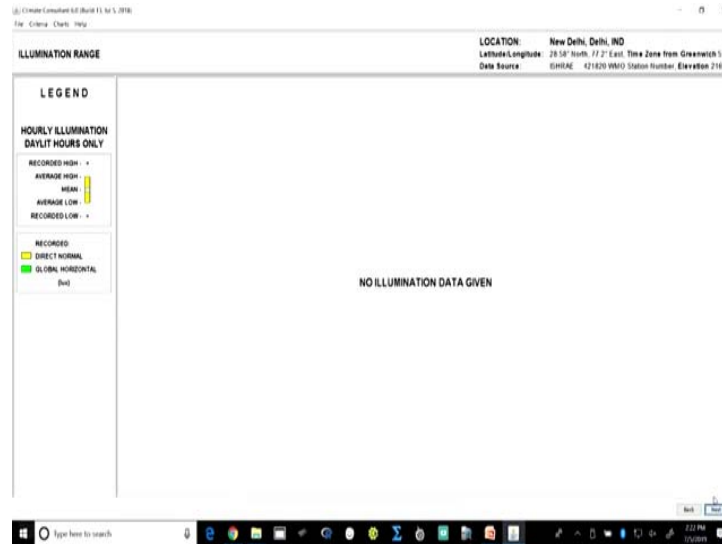 Climate Consultant 6.0 (Build 13, Jul 5, 2018)
File Criteria Charts Help
ILLUMINATION RANGE
LOCATION: New Delhi, Delhi, IND
Latitude/Longitude: 28.58° North, 77.2° East, Time Zone from Greenwich 5
Data Source: ISHRAE 421820 WMO Station Number, Elevation 216
LEGEND
HOURLY ILLUMINATION
DAYLIT HOURS ONLY
RECORDED HIGH -
AVERAGE HIGH -
MEAN -
AVERAGE LOW -
RECORDED LOW -
RECORDED:
DIRECT NORMAL
GLOBAL HORIZONTAL
(lux)
NO ILLUMINATION DATA GIVEN
Back Next
Type here to search
2:22 PM